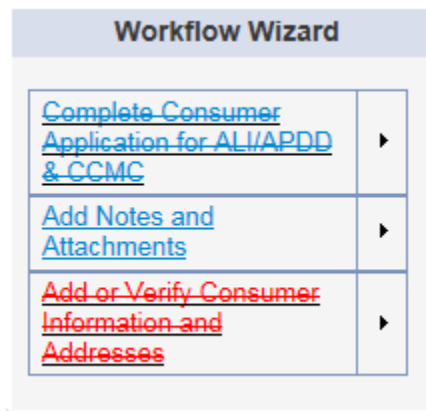 Workflow Wizard
Complete Consumer
Application for ALI/APDD
& CCMC
Add Notes and
Attachments
Add or Verify Consumer
Information and
Addresses